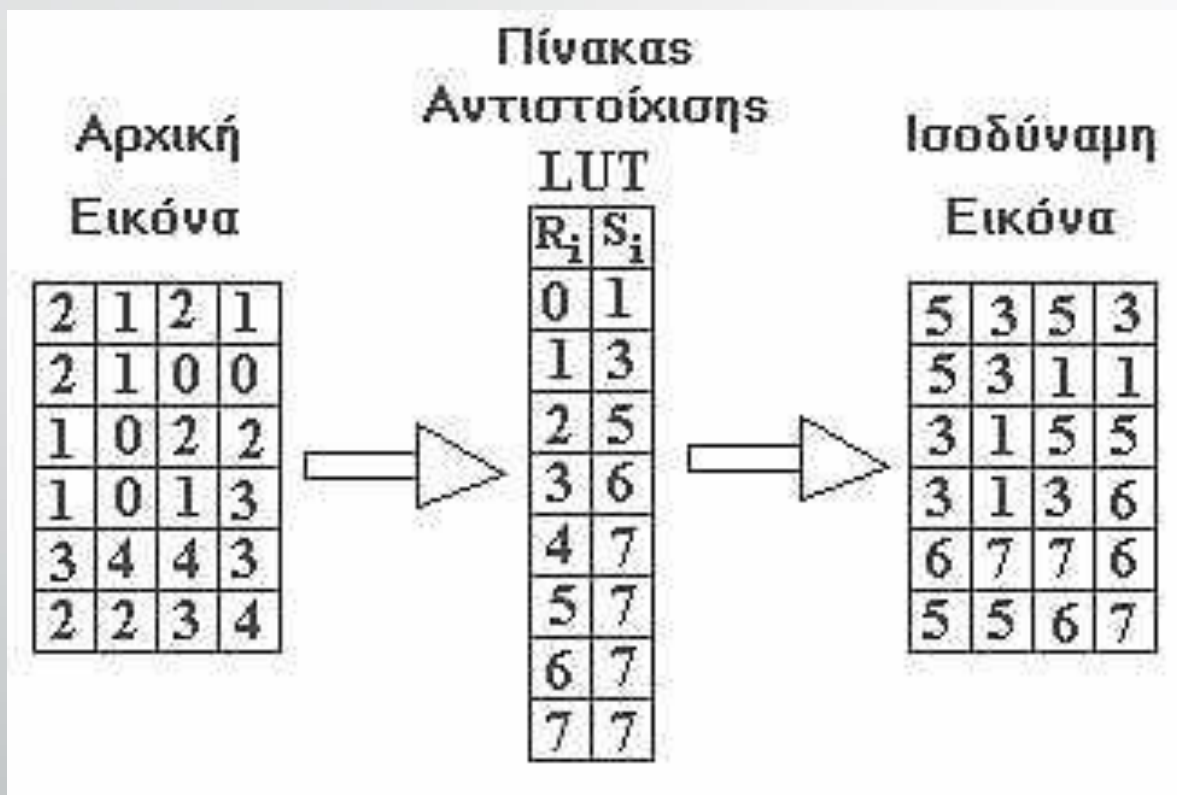 Αρχική
Εικόνα
2 1 2 1
2 1 0 0
1 0 2 2
1 0 1 3
3 4 4 3
2 2 3 4
Πίνακας
Αντιστοίχισης
LUT
Ri Si
0 1
1 3
2 5
3 6
4 7
5 7
6 7
7 7
Ισοδύναμη
Εικόνα
5 3 5 3
5 3 1 1
3 1 5 5
3 1 3 6
6 7 7 6
5 5 6 7